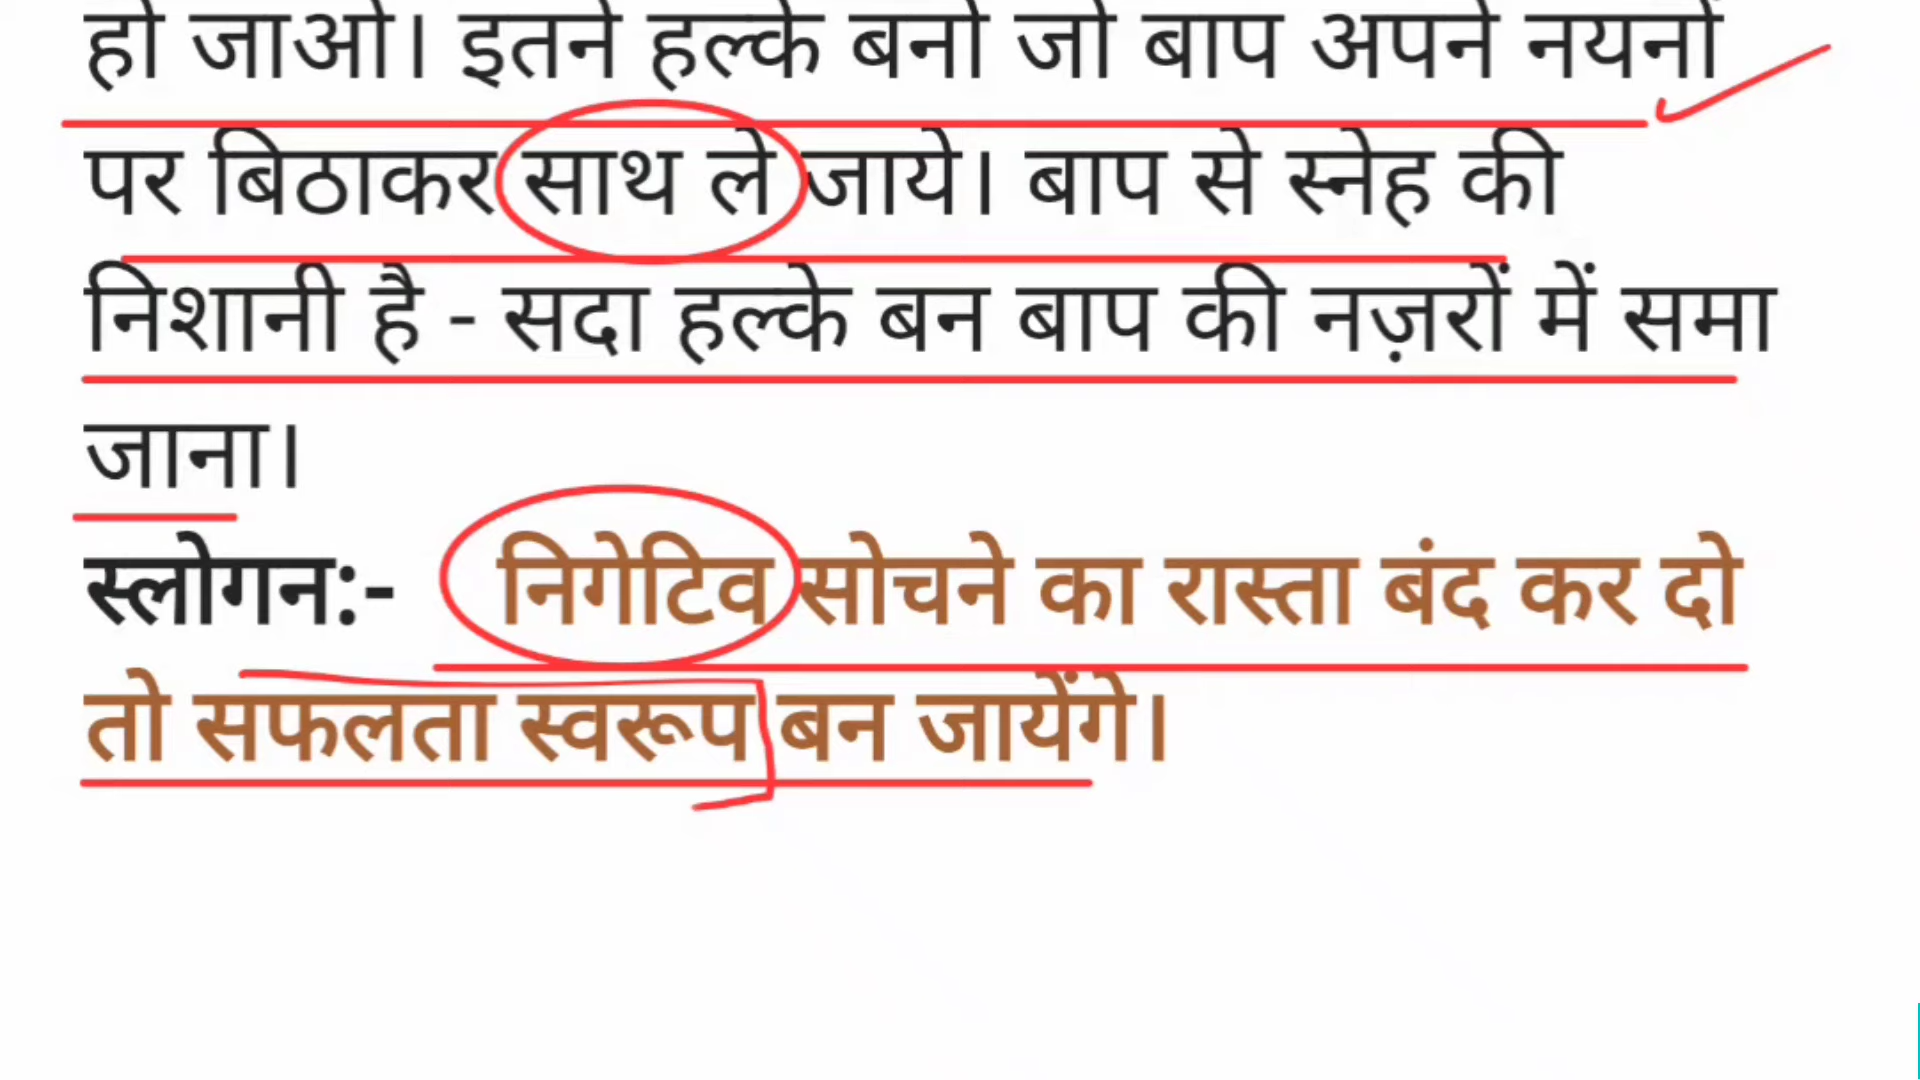 हो जाओ। इतने हल्के बनो जो बाप अपने नयनों
पर बिठाकर साथ ले जाये। बाप से स्नेह की
निशानी है - सदा हल्के बन बाप की नज़रों में समा
जाना।
स्लोगन:- निगेटिव सोचने का रास्ता बंद कर दो
तो सफलता स्वरूप बन जायेंगे।